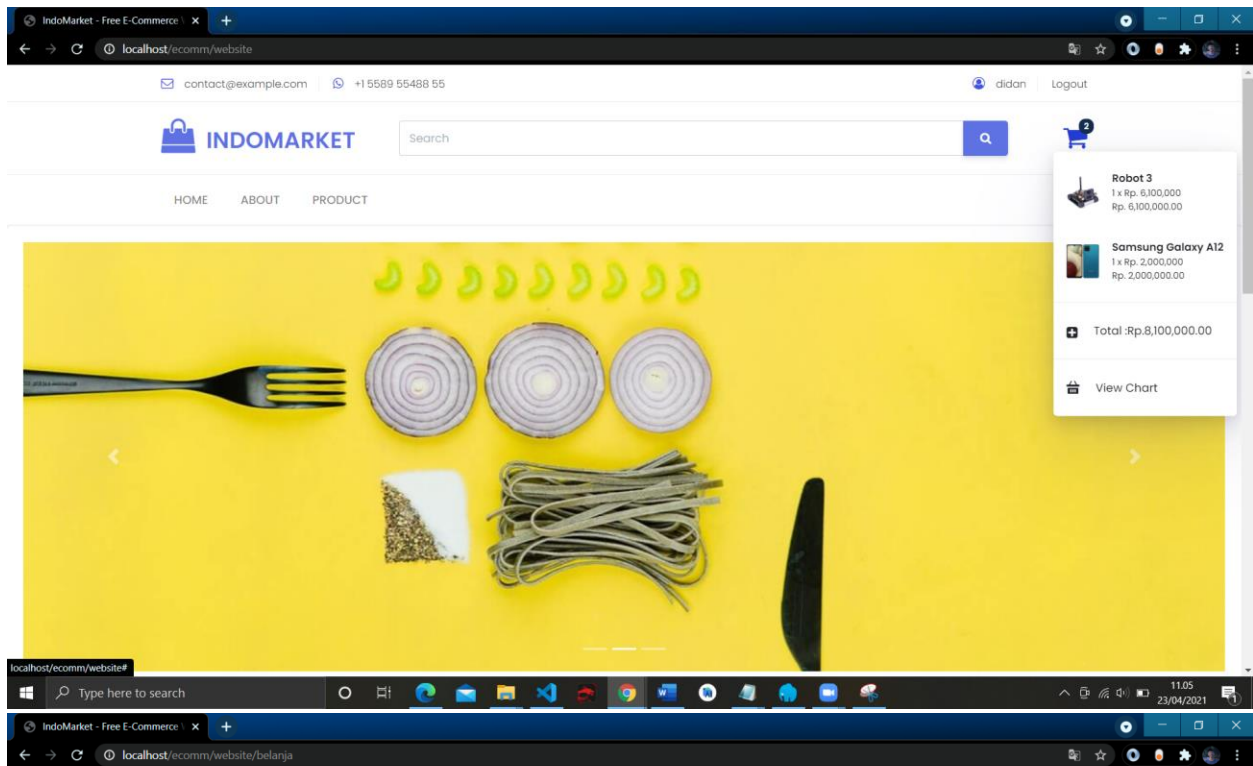 IndoMarket - Free E-Commerce \
localhost/ecomm/website
contact@example.com
+1 5589 55488 55
didan
Logout
INDOMARKET
Search
2
HOME
ABOUT
PRODUCT
Robot 3
1 x Rp. 6,100,000
Rp. 6,100,000.00
Samsung Galaxy A12
1 x Rp. 2,000,000
Rp. 2,000,000.00
Total :Rp.8,100,000.00
View Chart
localhost/ecomm/website#
Type here to search
11.05
23/04/2021
IndoMarket - Free E-Commerce \
localhost/ecomm/website/belanja